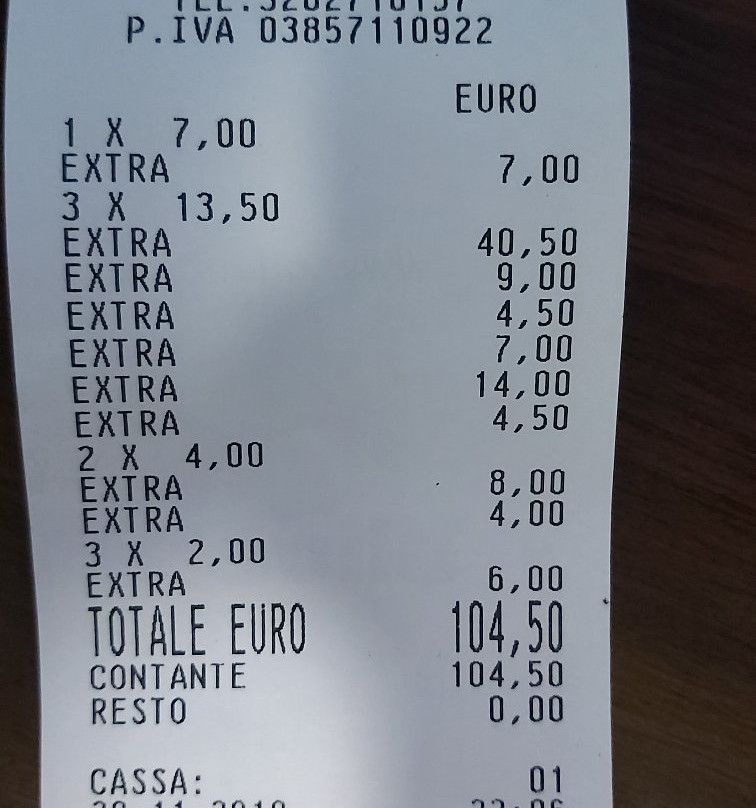 P.IVA 03857110922
EURO
1 X 7,00
EXTRA 7,00
3 X 13,50
EXTRA 40,50
EXTRA 9,00
EXTRA 4,50
EXTRA 7,00
EXTRA 14,00
EXTRA 4,50
2 X 4,00
EXTRA 8,00
EXTRA 4,00
3 X 2,00
EXTRA 6,00
TOTALE EURO 104,50
CONTANTE 104,50
RESTO 0,00
CASSA: 01